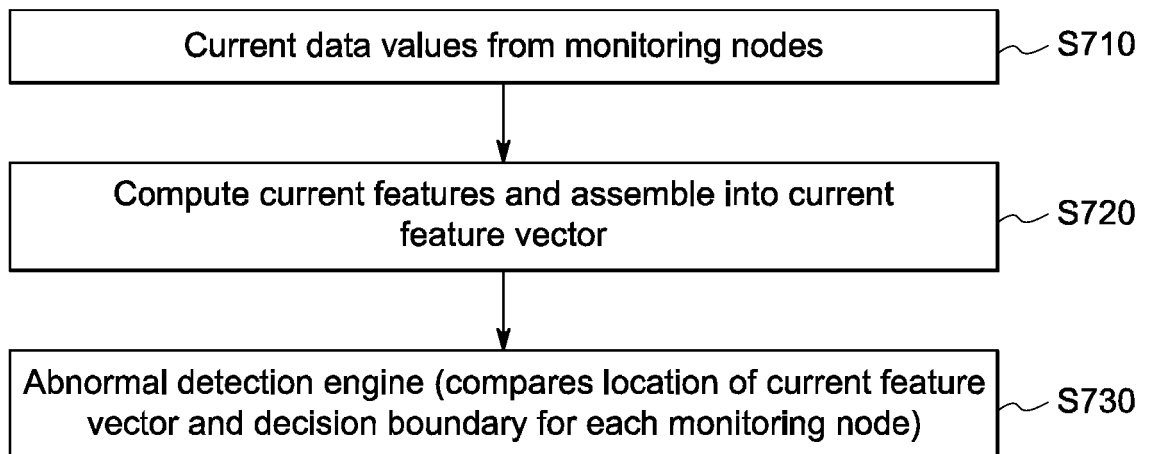 Current data values from monitoring nodes
S710
Compute current features and assemble into current
feature vector
S720
Abnormal detection engine (compares location of current feature
vector and decision boundary for each monitoring node)
S730